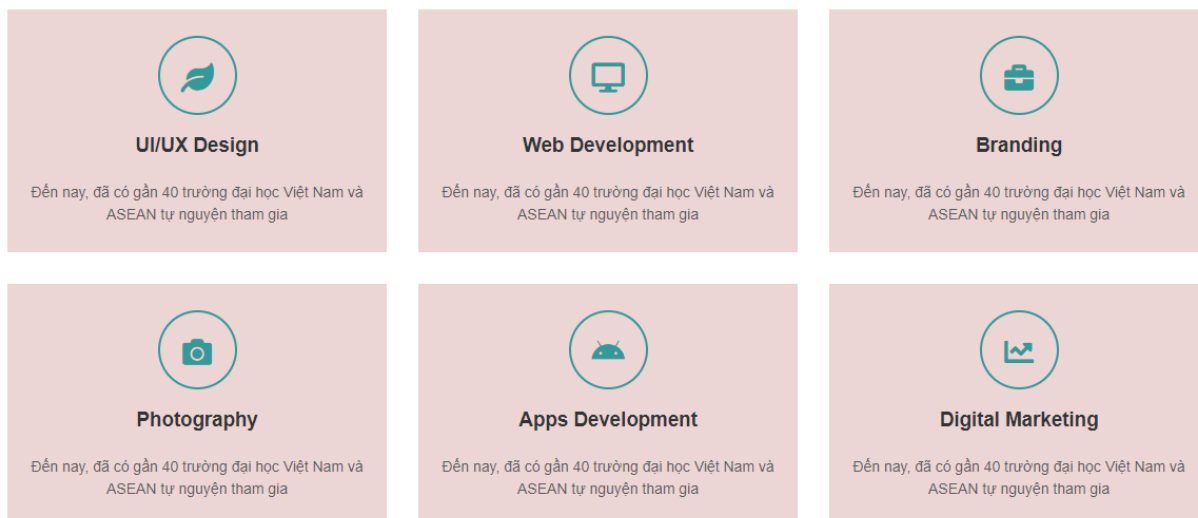 UI/UX Design
Đến nay, đã có gần 40 trường đại học Việt Nam và
ASEAN tự nguyện tham gia
Web Development
Đến nay, đã có gần 40 trường đại học Việt Nam và
ASEAN tự nguyện tham gia
Branding
Đến nay, đã có gần 40 trường đại học Việt Nam và
ASEAN tự nguyện tham gia
Photography
Đến nay, đã có gần 40 trường đại học Việt Nam và
ASEAN tự nguyện tham gia
Apps Development
Đến nay, đã có gần 40 trường đại học Việt Nam và
ASEAN tự nguyện tham gia
Digital Marketing
Đến nay, đã có gần 40 trường đại học Việt Nam và
ASEAN tự nguyện tham gia